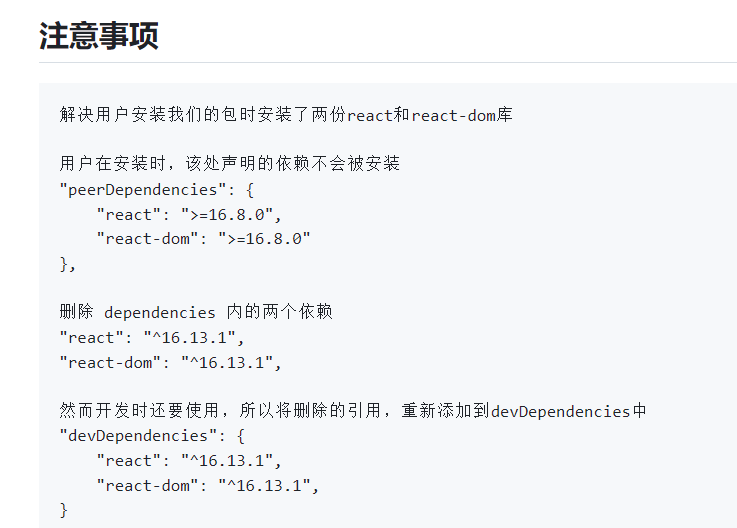 注意事项
解决用户安装我们的包时安装了两份react和react-dom库
用户在安装时，该处声明的依赖不会被安装
"peerDependencies": {
    "react": ">=16.8.0",
    "react-dom": ">=16.8.0"
},
删除 dependencies 内的两个依赖
"react": "^16.13.1",
"react-dom": "^16.13.1",
然而开发时还要使用，所以将删除的引用，重新添加到devDependencies中
"devDependencies": {
    "react": "^16.13.1",
    "react-dom": "^16.13.1",
}